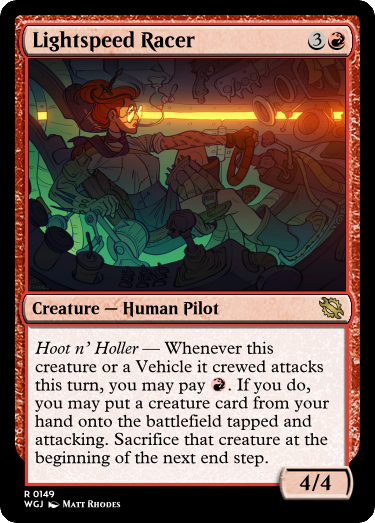 Lightspeed Racer 3
Creature — Human Pilot
Hoot n' Holler — Whenever this
creature or a Vehicle it crewed attacks
this turn, you may pay . If you do,
you may put a creature card from your
hand onto the battlefield tapped and
attacking. Sacrifice that creature at the
beginning of the next end step.
4/4
R 0149
WGJ Matt Rhodes